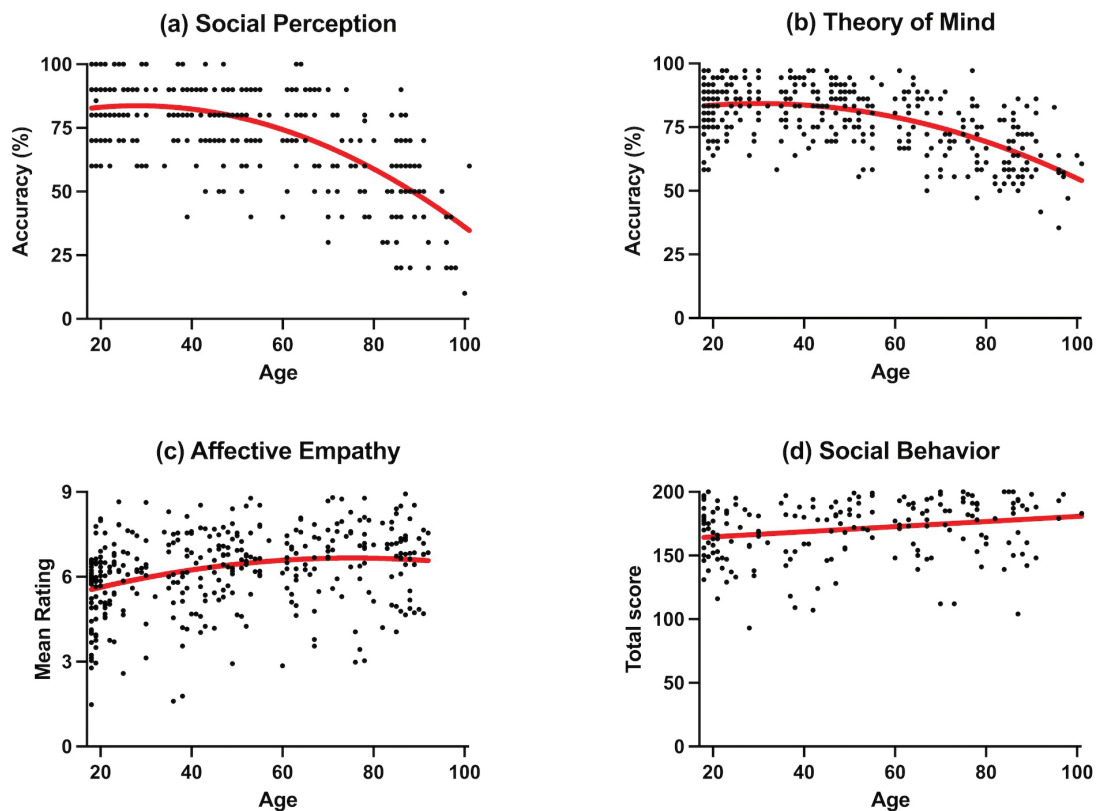 (a) Social Perception
Accuracy (%)
100
75
50
25
0
20 40 60 80 100
Age
(b) Theory of Mind
Accuracy (%)
100
75
50
25
0
20 40 60 80 100
Age
(c) Affective Empathy
Mean Rating
9
6
3
0
20 40 60 80 100
Age
(d) Social Behavior
Total score
200
150
100
50
0
20 40 60 80 100
Age